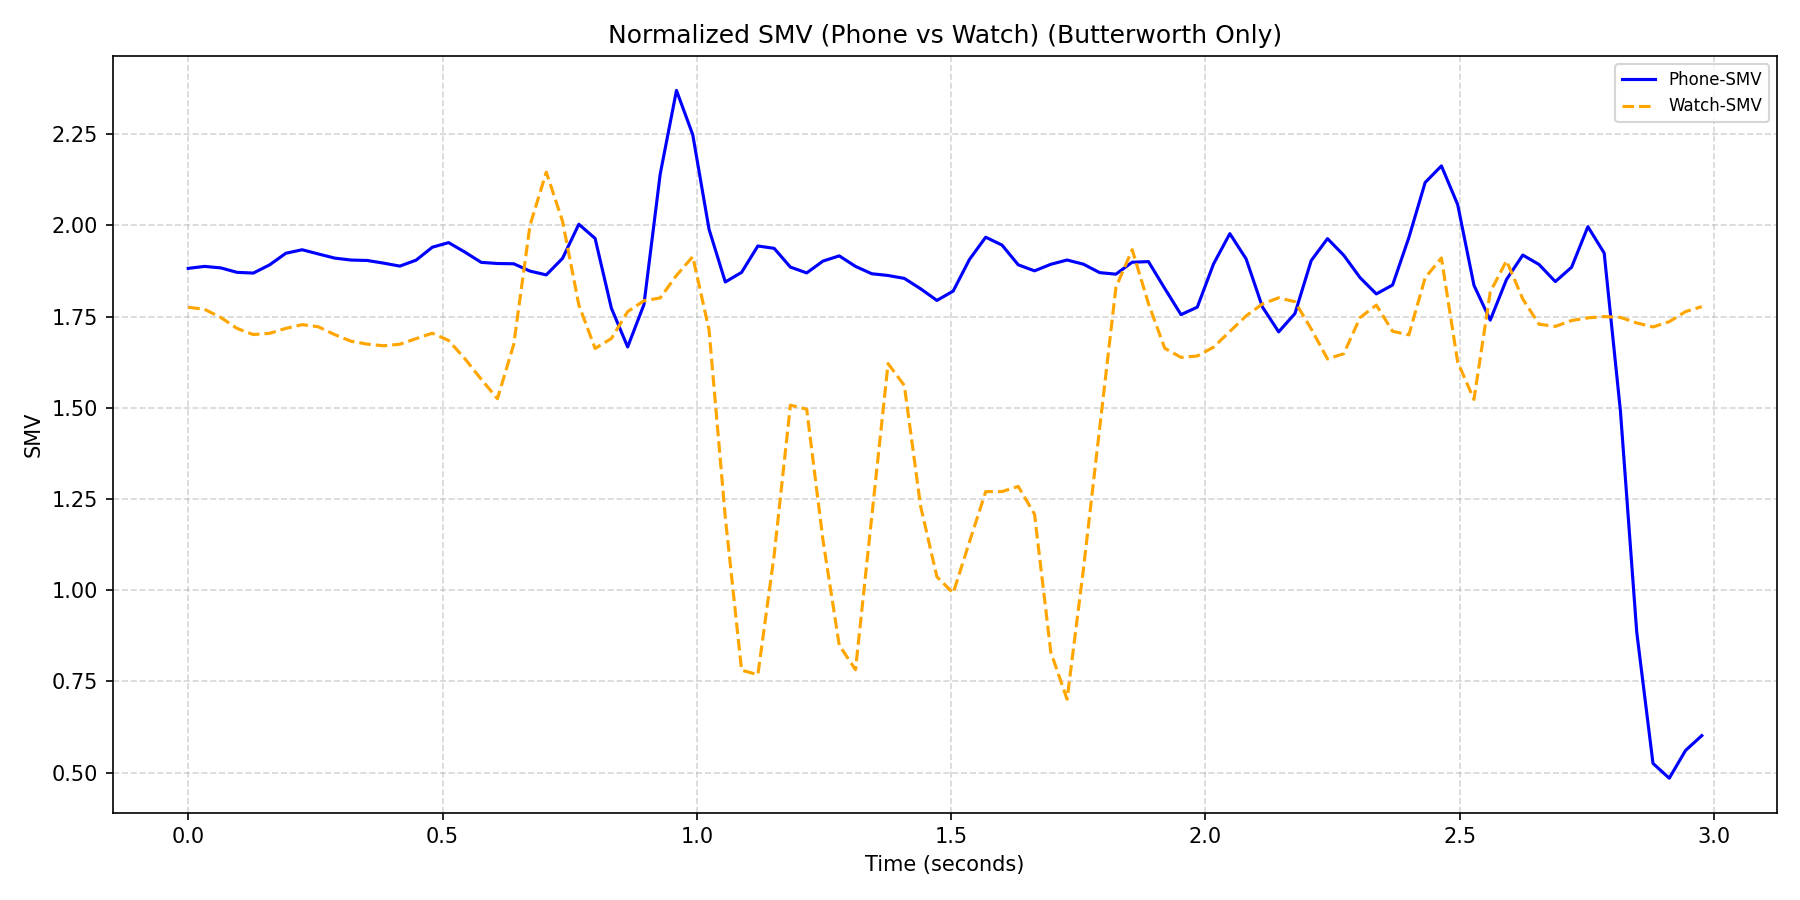 Normalized SMV (Phone vs Watch) (Butterworth Only)
Phone-SMV
Watch-SMV
SMV
2.25
2.00
1.75
1.50
1.25
1.00
0.75
0.50
0.0 0.5 1.0 1.5 2.0 2.5 3.0
Time (seconds)